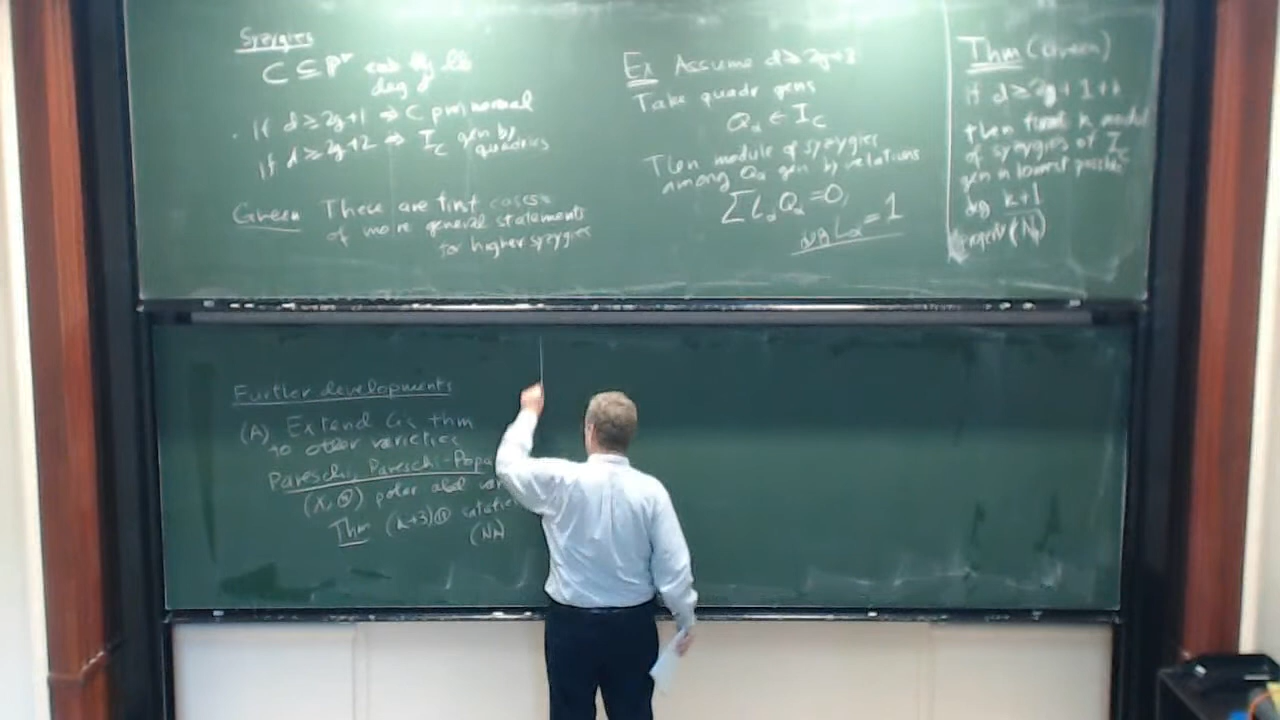 Syzygies
C ⊆ Pʳ
deg
· if d ≥ 2g+1 ⇒ C proj normal
if d ≥ 2g+2 ⇒ I_C gen by
quadrics
Green These are first cases
of more general statements
for higher syzygies
Ex Assume d ≥ 2g+3
Take quadr gens
Q_α ∈ I_C
Then module of syzygies
among Q_α gen by relations
∑ L_α Q_α = 0,
deg L_α = 1
Thm (Green)
if d ≥ 2g+1+k
then first k modul
of syzygies of I_C
gen in lowest possible
deg k+1
property (N_k)
Further developments
(A) Extend G's thm
to other varieties
Pareschi, Pareschi-Popa
(X, Θ) polar abel var
Thm (k+3)Θ satisfies
(N_k)